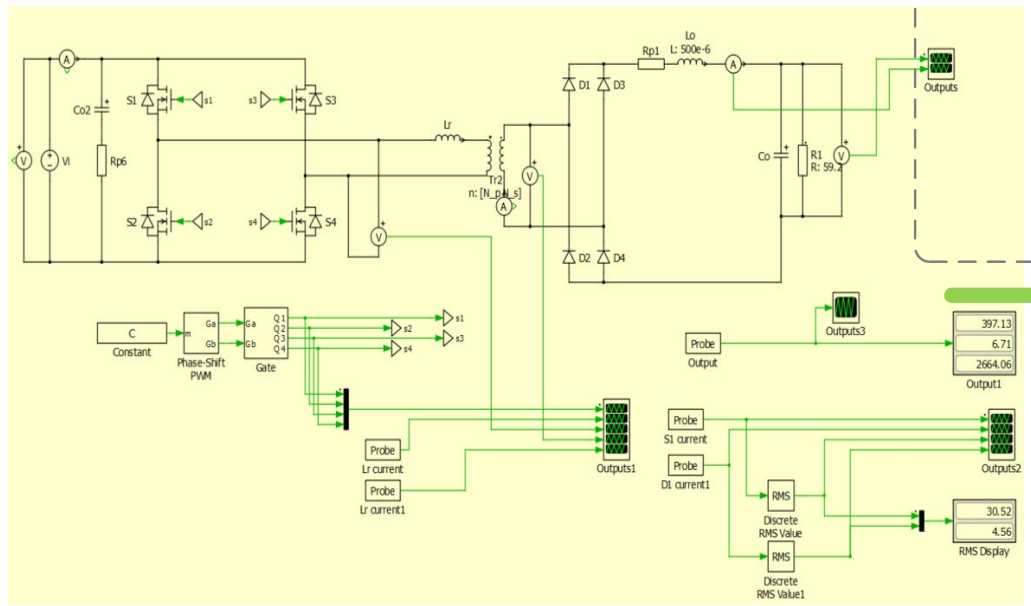 Lo
L: 500e-6
Rp1
A
A
S1
s1
s3
S3
D1
D3
Outputs
Co2
Lr
V
Vi
Rp6
Tr2
n: [N_p N_s]
V
Co
R1
R: 59.2
V
A
S2
s2
s4
S4
V
D2
D4
C
Constant
m
Ga
Gb
Phase-Shift
PWM
Ga
Gb
Q1
Q2
Q3
Q4
Gate
s1
s2
s3
s4
Outputs3
Probe
Output
397.13
6.71
2664.06
Output1
Probe
Lr current
Probe
Lr current1
Outputs1
Probe
S1 current
Probe
D1 current1
Outputs2
RMS
Discrete
RMS Value
RMS
Discrete
RMS Value1
30.52
4.56
RMS Display